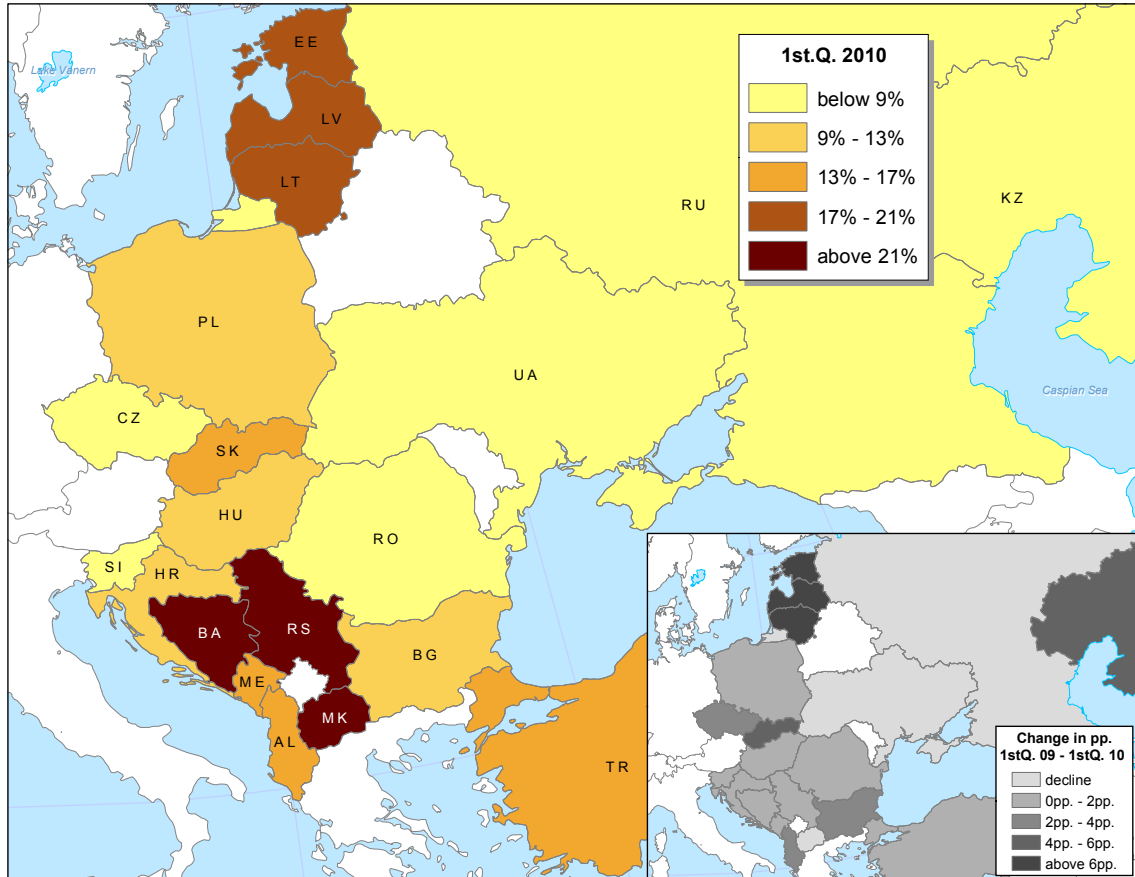 EE
Lake Vanern
1st.Q. 2010
below 9%
9% - 13%
13% - 17%
17% - 21%
above 21%
LV
LT
RU
KZ
PL
UA
Caspian Sea
CZ
SK
HU
RO
SI
HR
BA
RS
BG
ME
MK
AL
TR
Change in pp.
1stQ. 09 - 1stQ. 10
decline
0pp. - 2pp.
2pp. - 4pp.
4pp. - 6pp.
above 6pp.